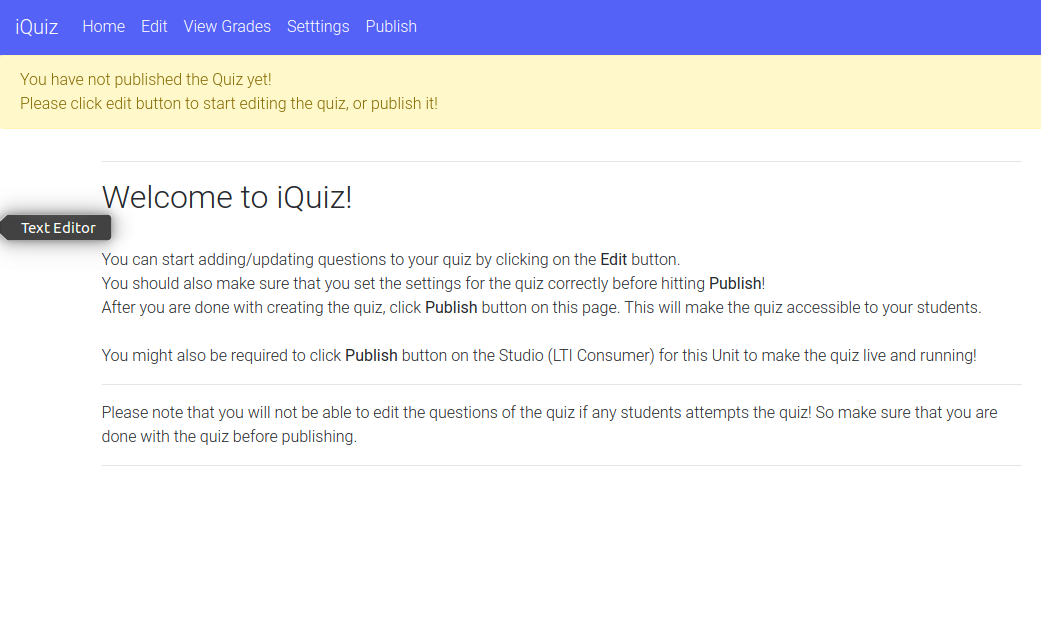 iQuiz Home Edit View Grades Setttings Publish
You have not published the Quiz yet!
Please click edit button to start editing the quiz, or publish it!
Welcome to iQuiz!
Text Editor
You can start adding/updating questions to your quiz by clicking on the Edit button.
You should also make sure that you set the settings for the quiz correctly before hitting Publish!
After you are done with creating the quiz, click Publish button on this page. This will make the quiz accessible to your students.
You might also be required to click Publish button on the Studio (LTI Consumer) for this Unit to make the quiz live and running!
Please note that you will not be able to edit the questions of the quiz if any students attempts the quiz! So make sure that you are
done with the quiz before publishing.